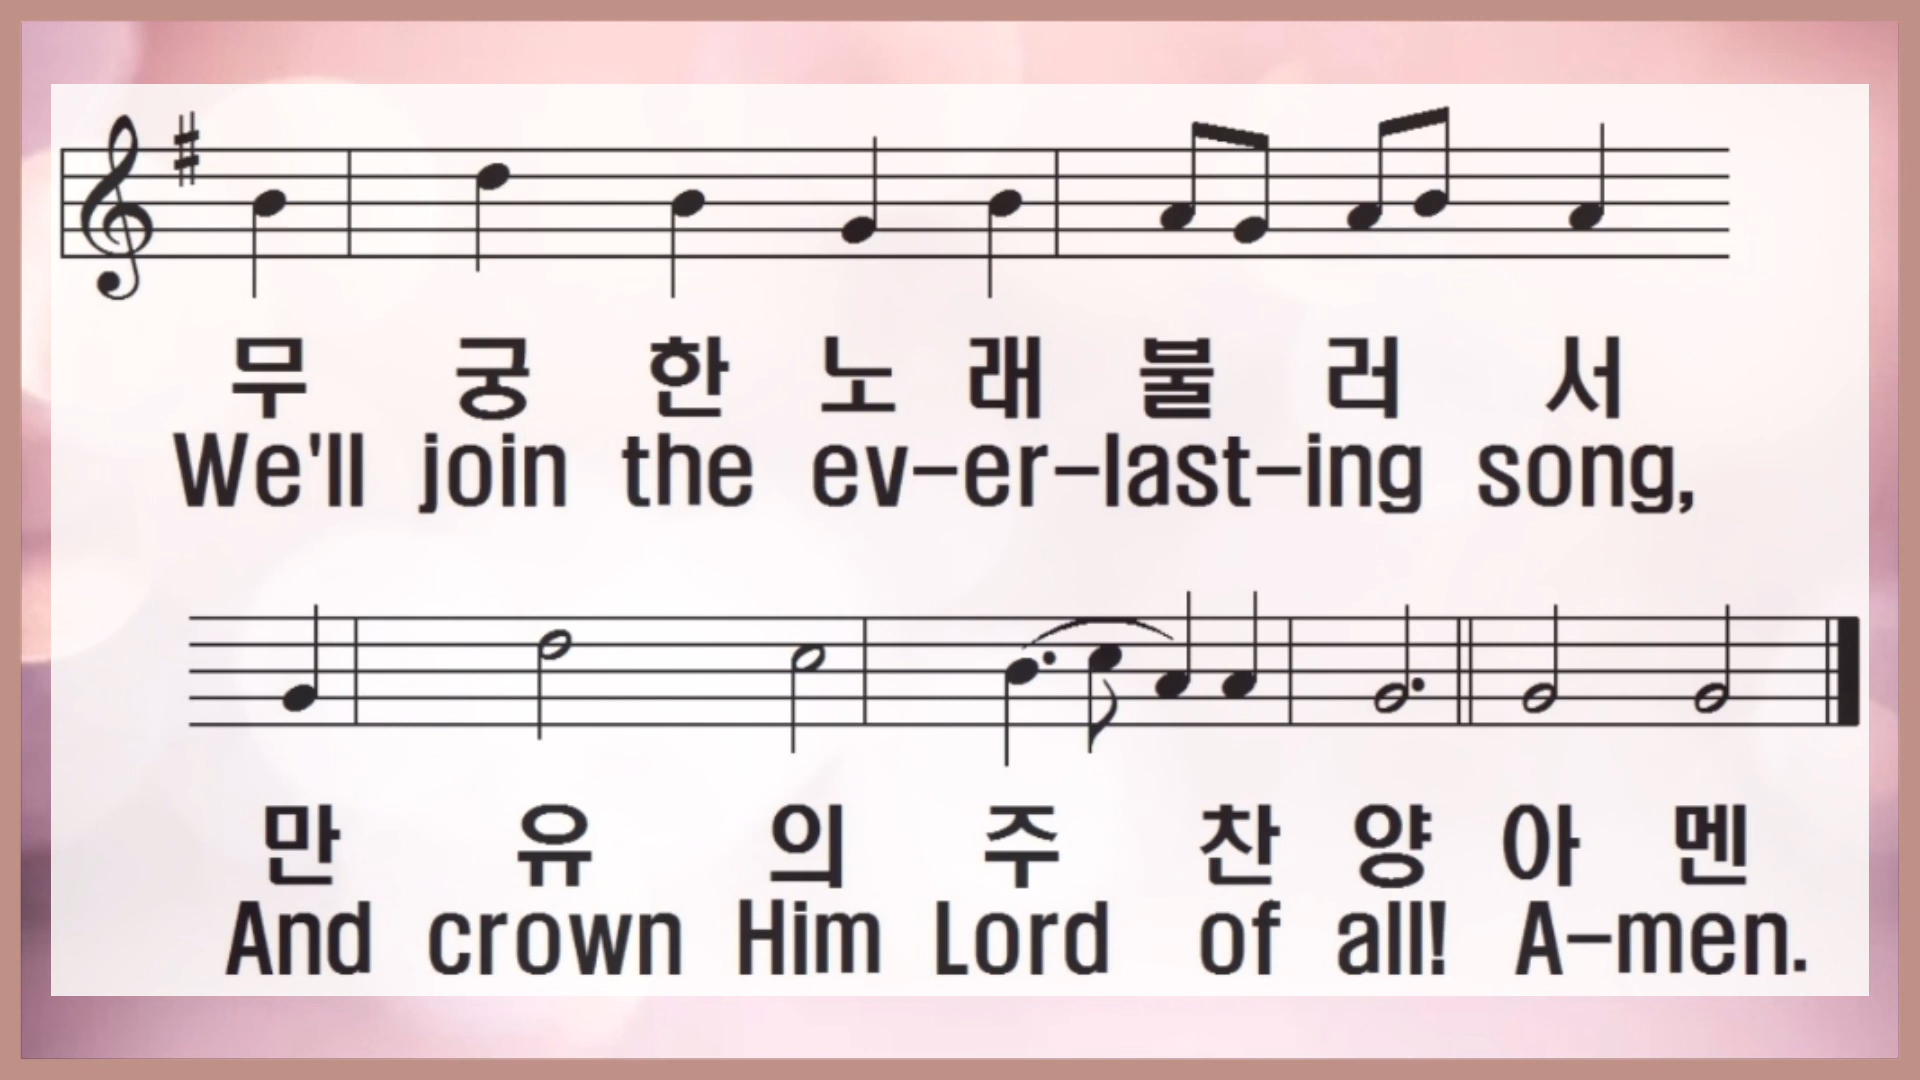 무 궁 한 노 래 불 러 서
We'll join the ev-er-last-ing song,
만 유 의 주 찬 양 아 멘
And crown Him Lord of all! A-men.